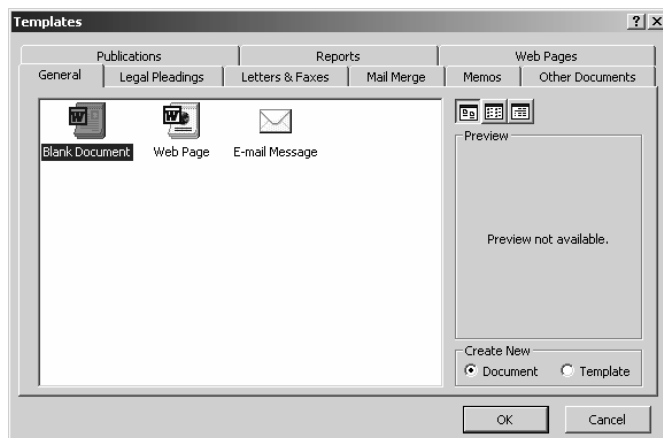 Templates
Publications Reports Web Pages
General Legal Pleadings Letters & Faxes Mail Merge Memos Other Documents
Blank Document Web Page E-mail Message
Preview
Preview not available.
Create New
Document Template
OK Cancel